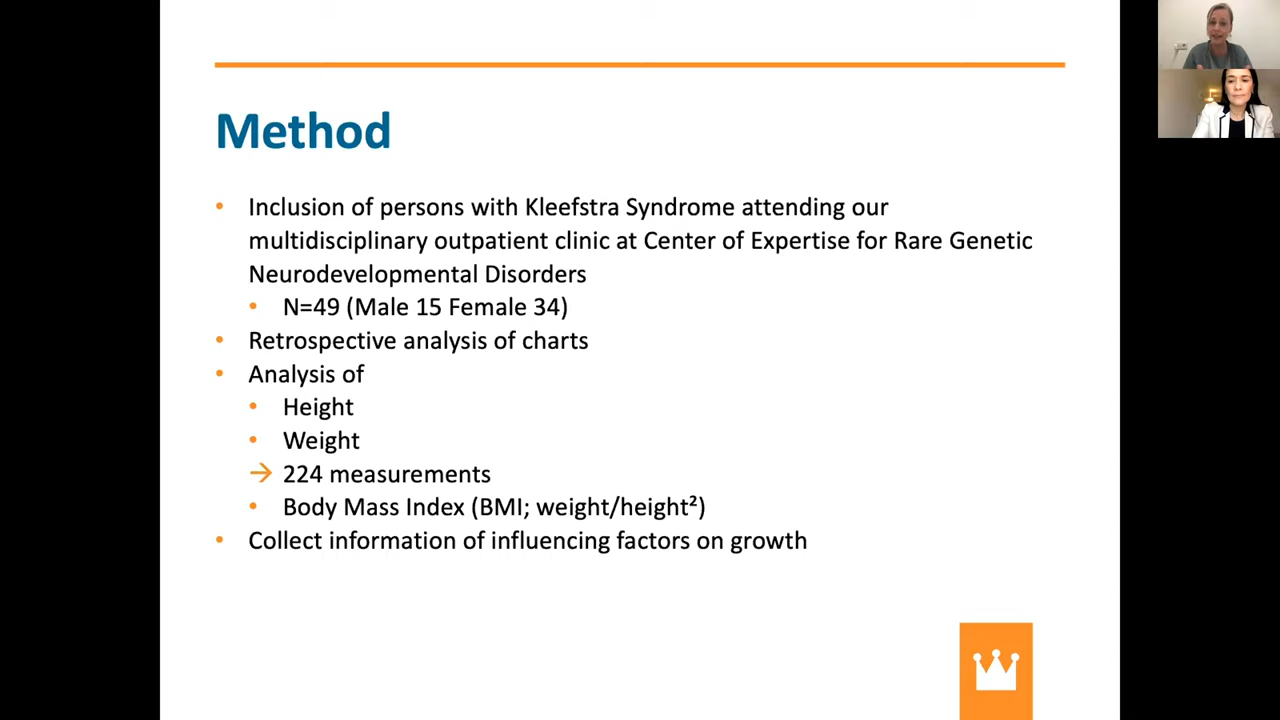 Method
• Inclusion of persons with Kleefstra Syndrome attending our
multidisciplinary outpatient clinic at Center of Expertise for Rare Genetic
Neurodevelopmental Disorders
• N=49 (Male 15 Female 34)
• Retrospective analysis of charts
• Analysis of
• Height
• Weight
→ 224 measurements
• Body Mass Index (BMI; weight/height²)
• Collect information of influencing factors on growth